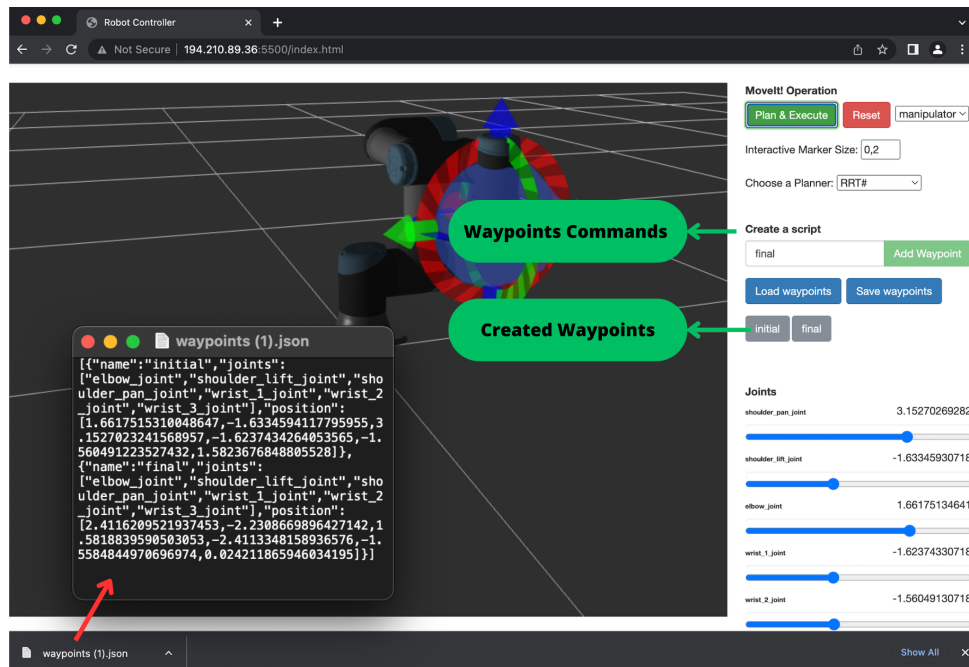 Robot Controller
Not Secure | 194.210.89.36:5500/index.html
MoveIt! Operation
Plan & Execute Reset manipulator
Interactive Marker Size: 0,2
Choose a Planner: RRT#
Waypoints Commands
Create a script
final Add Waypoint
Load waypoints Save waypoints
Created Waypoints
initial final
waypoints (1).json
[{"name":"initial","joints":
["elbow_joint","shoulder_lift_joint","sho
ulder_pan_joint","wrist_1_joint","wrist_2
_joint","wrist_3_joint"],"position":
[1.6617515310048647,-1.6334594117795955,3
.1527023241568957,-1.6237434264053565,-1.
560491223527432,1.5823676848805528]},
{"name":"final","joints":
["elbow_joint","shoulder_lift_joint","sho
ulder_pan_joint","wrist_1_joint","wrist_2
_joint","wrist_3_joint"],"position":
[2.4116209521937453,-2.2308669896427142,1
.5818839590503053,-2.4113348158936576,-1.
5584844970696974,0.024211865946034195]}]
Joints
shoulder_pan_joint 3.15270269282
shoulder_lift_joint -1.63345930718
elbow_joint 1.66175134641
wrist_1_joint -1.62374330718
wrist_2_joint -1.56049130718
waypoints (1).json
Show All